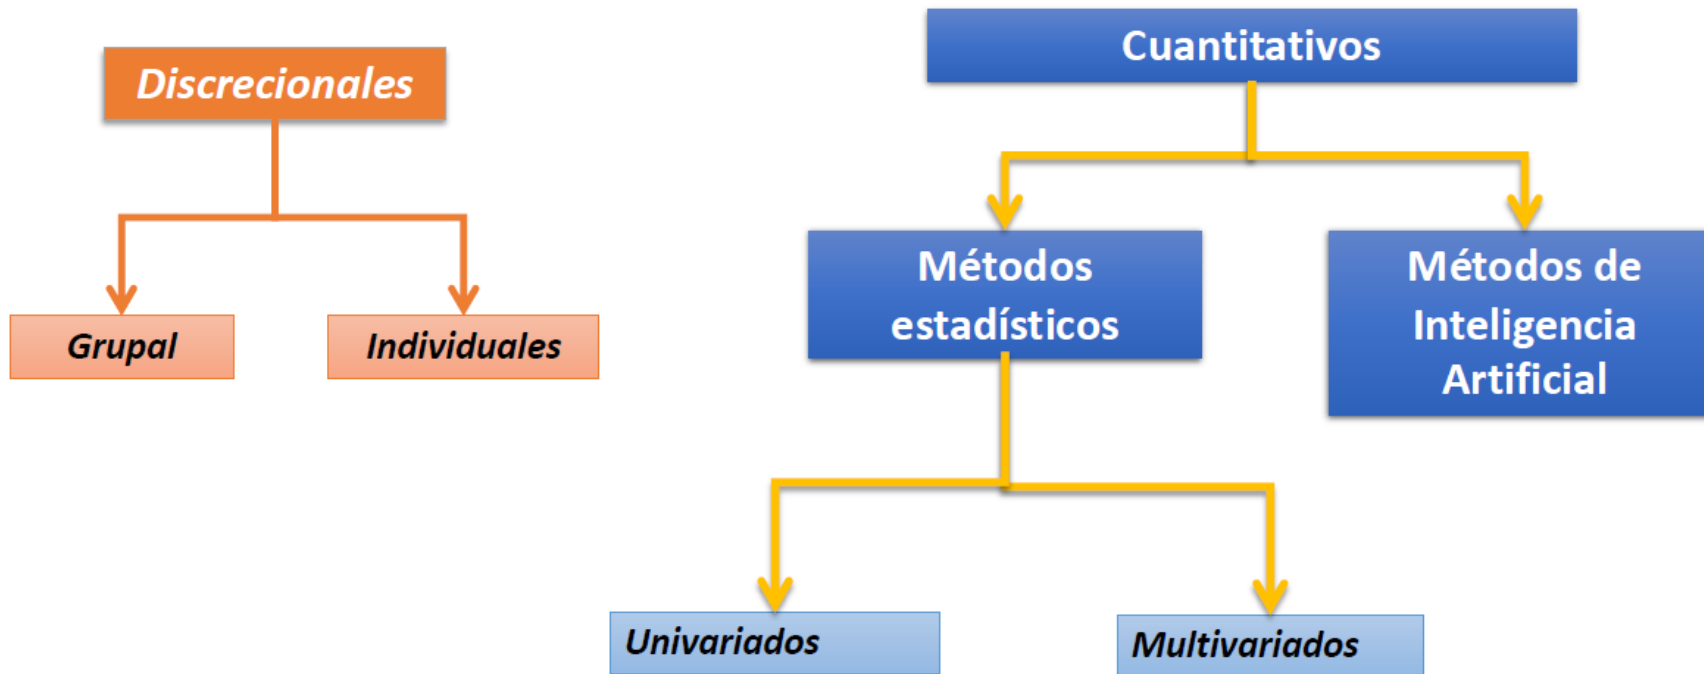 Discrecionales
Grupal
Individuales
Cuantitativos
Métodos
estadísticos
Métodos de
Inteligencia
Artificial
Univariados
Multivariados